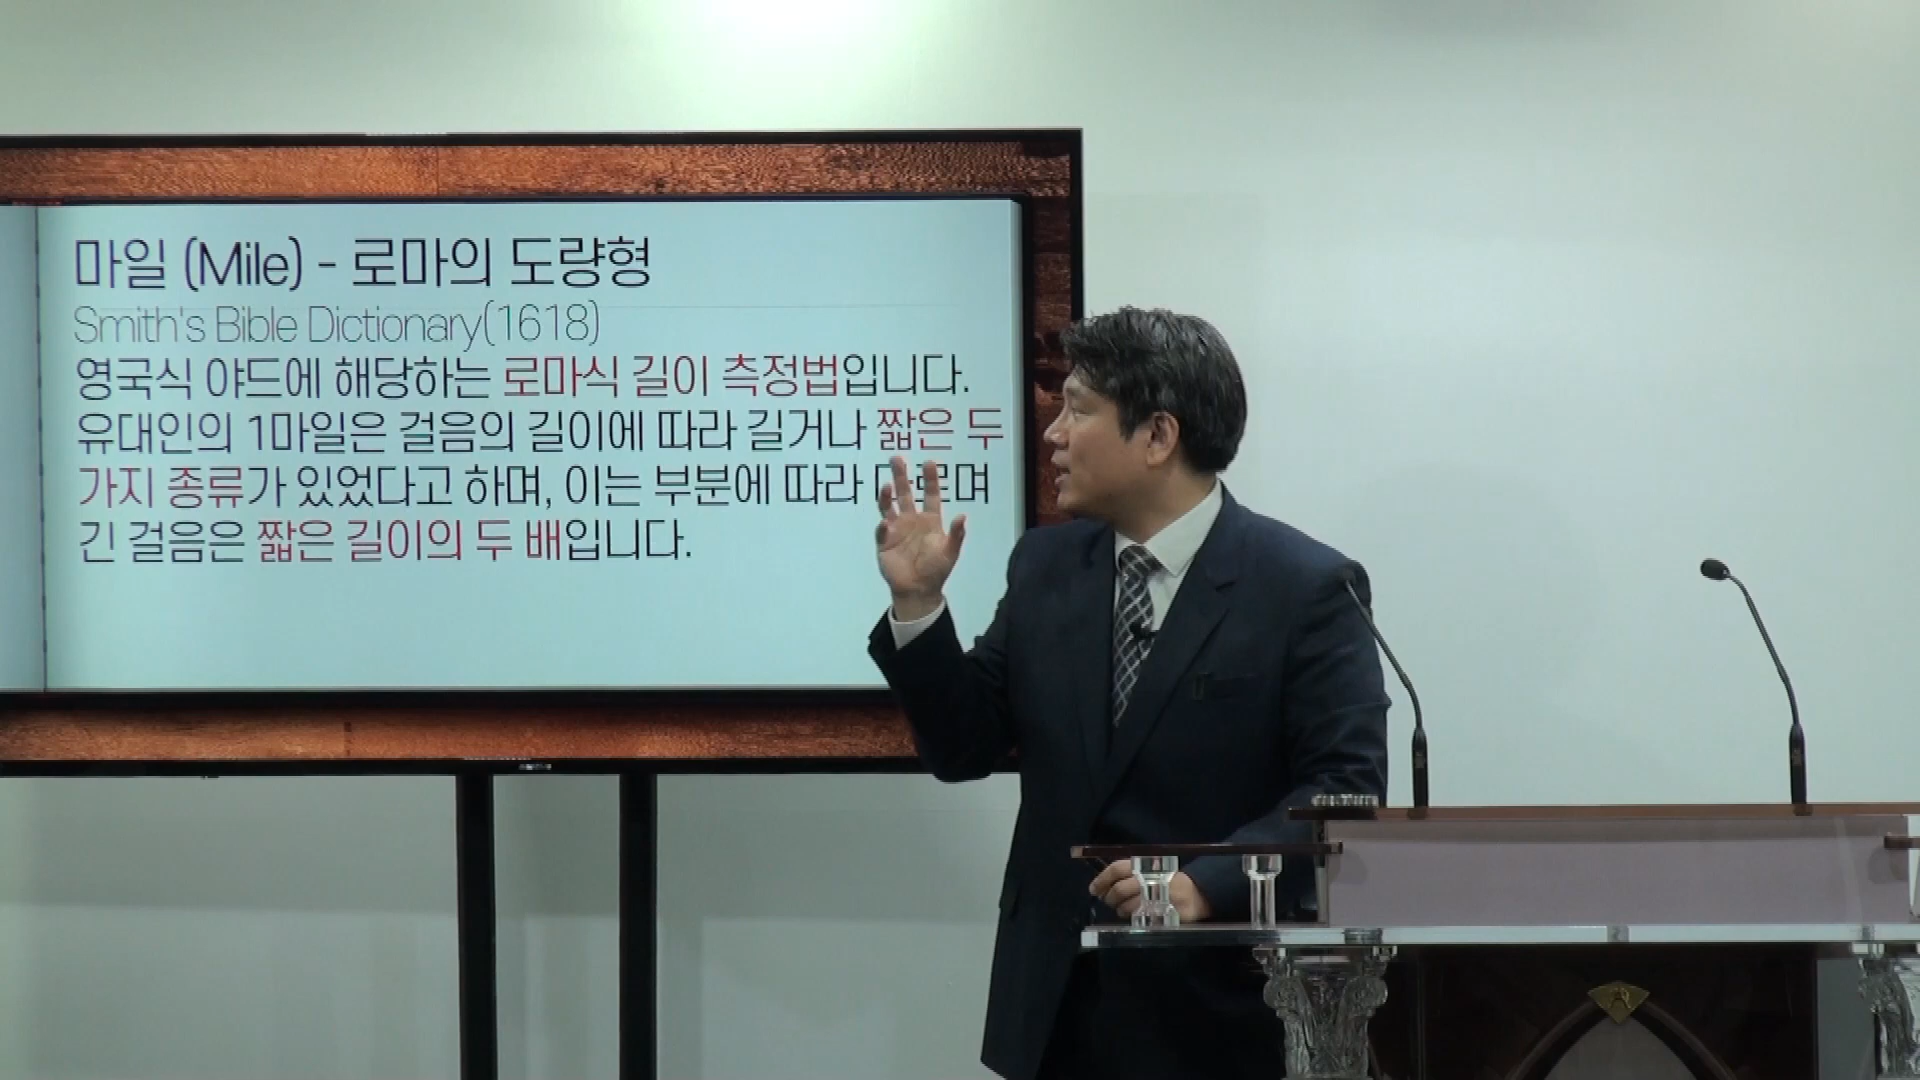 마일 (Mile) - 로마의 도량형
Smith's Bible Dictionary(1618)
영국식 야드에 해당하는 로마식 길이 측정법입니다.
유대인의 1마일은 걸음의 길이에 따라 길거나 짧은 두
가지 종류가 있었다고 하며, 이는 부분에 따라 다르며
긴 걸음은 짧은 길이의 두 배입니다.